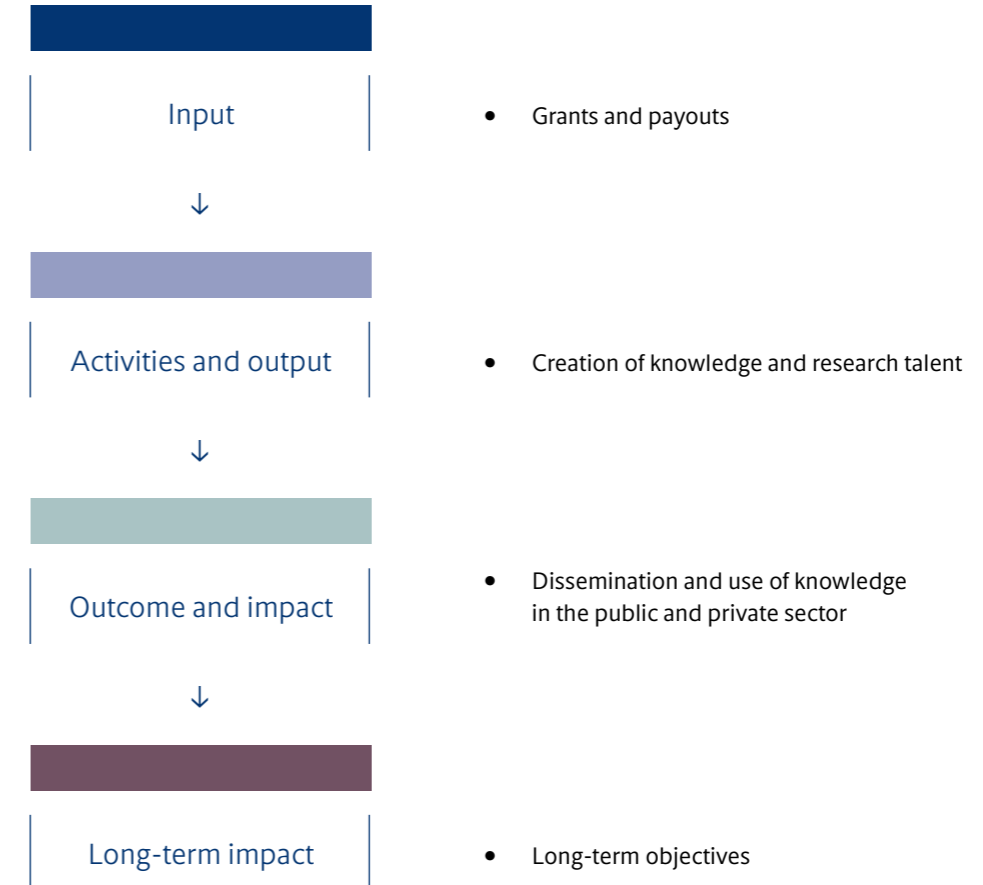 Input
• Grants and payouts
↓
Activities and output
• Creation of knowledge and research talent
↓
Outcome and impact
• Dissemination and use of knowledge
in the public and private sector
↓
Long-term impact
• Long-term objectives